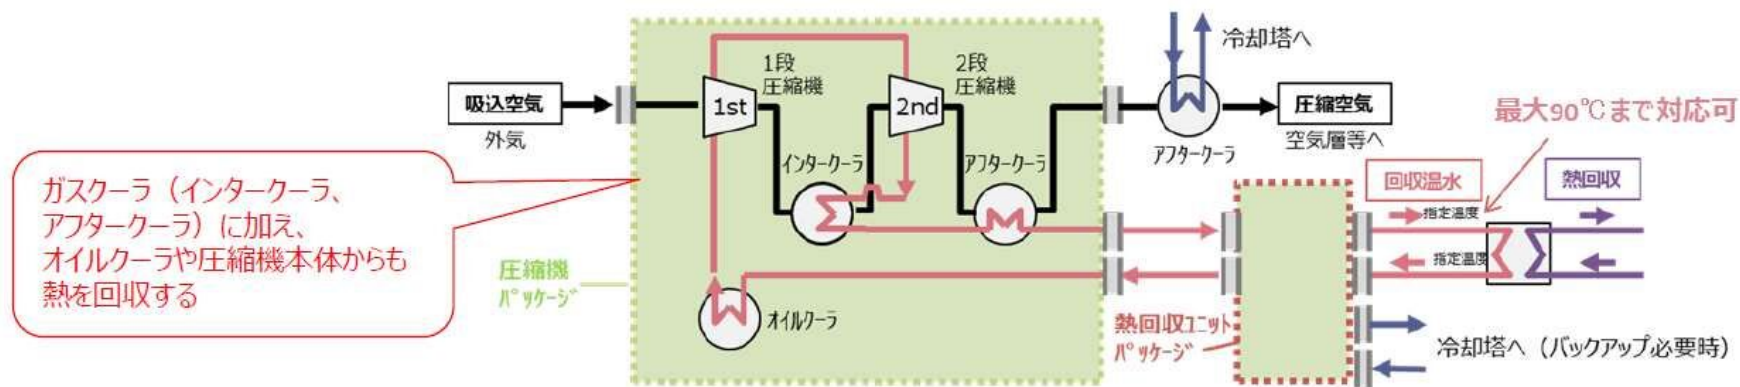 冷却塔へ
1段
圧縮機
2段
圧縮機
吸込空気
外気
1st
2nd
圧縮空気
空気層等へ
最大90℃まで対応可
インタークーラ
アフタークーラ
アフタークーラ
ガスクーラ（インタークーラ、
アフタークーラ）に加え、
オイルクーラや圧縮機本体からも
熱を回収する
回収温水
熱回収
指定温度
指定温度
圧縮機
パッケージ
オイルクーラ
熱回収ユニット
パッケージ
冷却塔へ（バックアップ必要時）